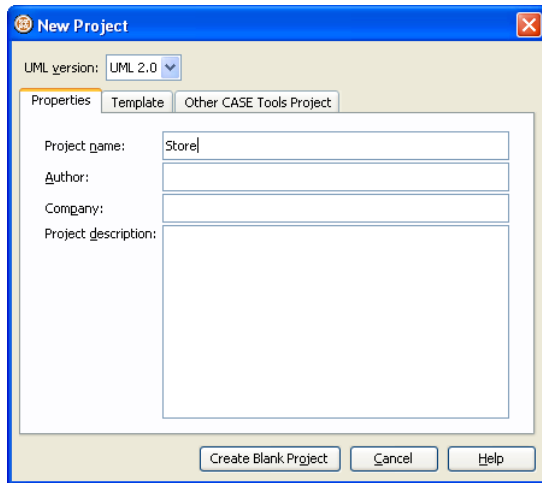 New Project
UML version: UML 2.0
Properties Template Other CASE Tools Project
Project name: Store
Author:
Company:
Project description:
Create Blank Project Cancel Help